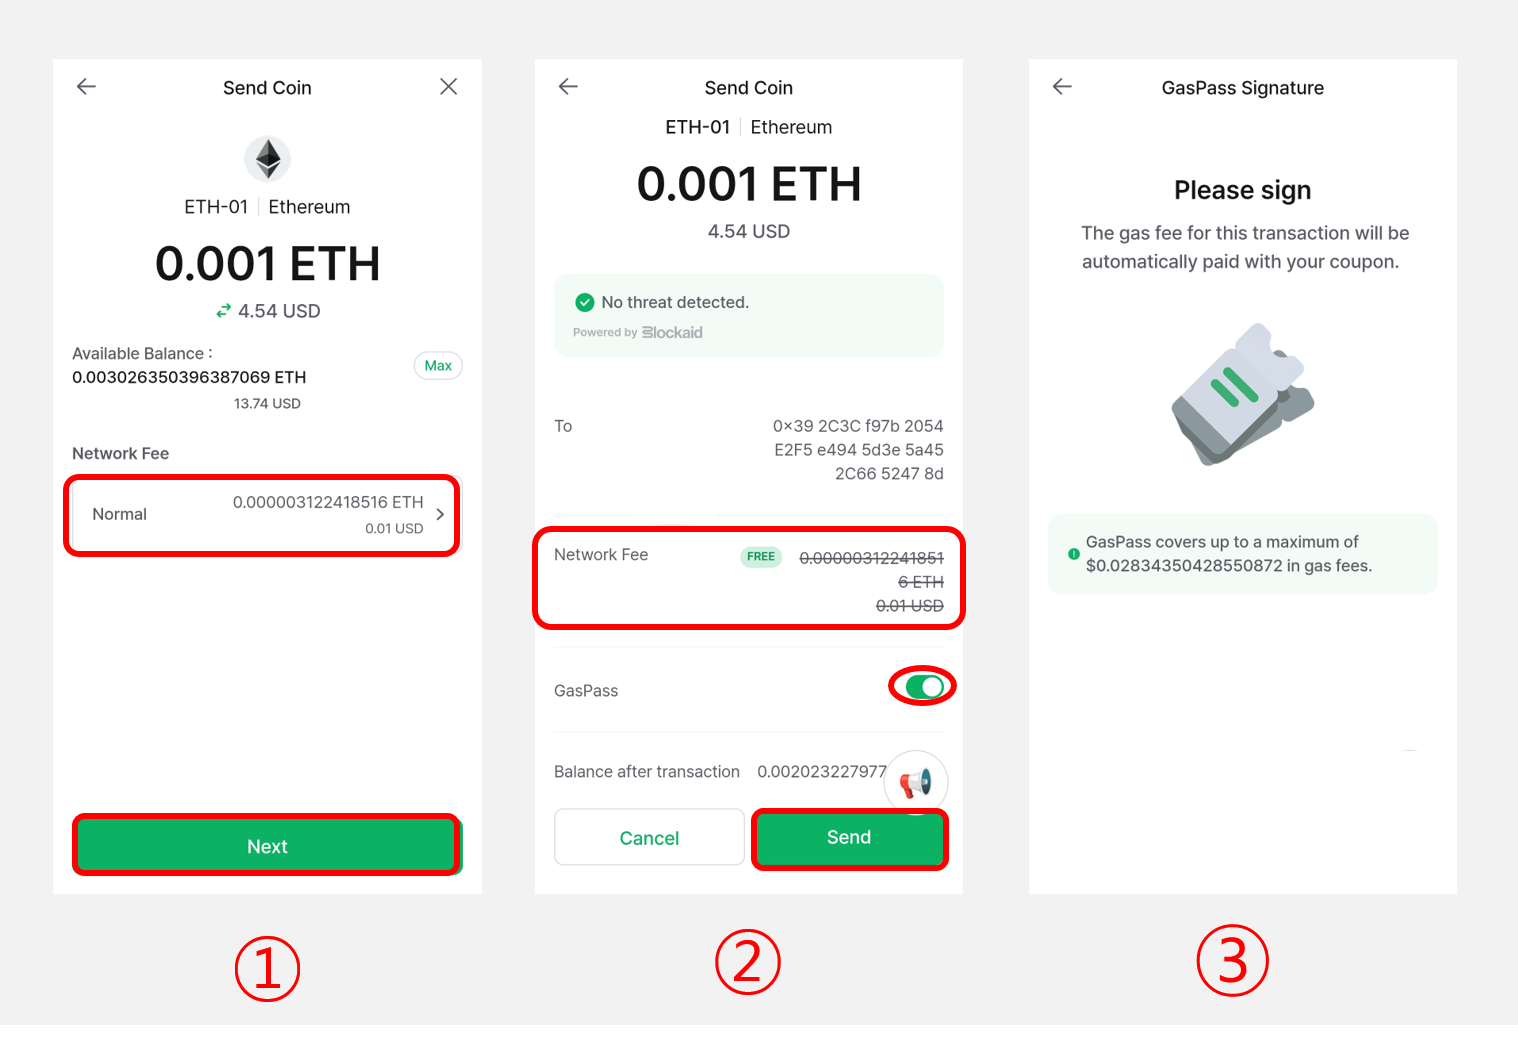 Send Coin
ETH-01 Ethereum
0.001 ETH
4.54 USD
Available Balance :
0.003026350396387069 ETH
Max
13.74 USD
Network Fee
Normal
0.000003122418516 ETH
0.01 USD
Next
①
Send Coin
ETH-01 Ethereum
0.001 ETH
4.54 USD
No threat detected.
Powered by Blockaid
To
0×39 2C3C f97b 2054
E2F5 e494 5d3e 5a45
2C66 5247 8d
Network Fee FREE 0.00000312241851
6 ETH
0.01 USD
GasPass
Balance after transaction 0.002023227977
Cancel
Send
②
GasPass Signature
Please sign
The gas fee for this transaction will be
automatically paid with your coupon.
GasPass covers up to a maximum of
$0.02834350428550872 in gas fees.
③